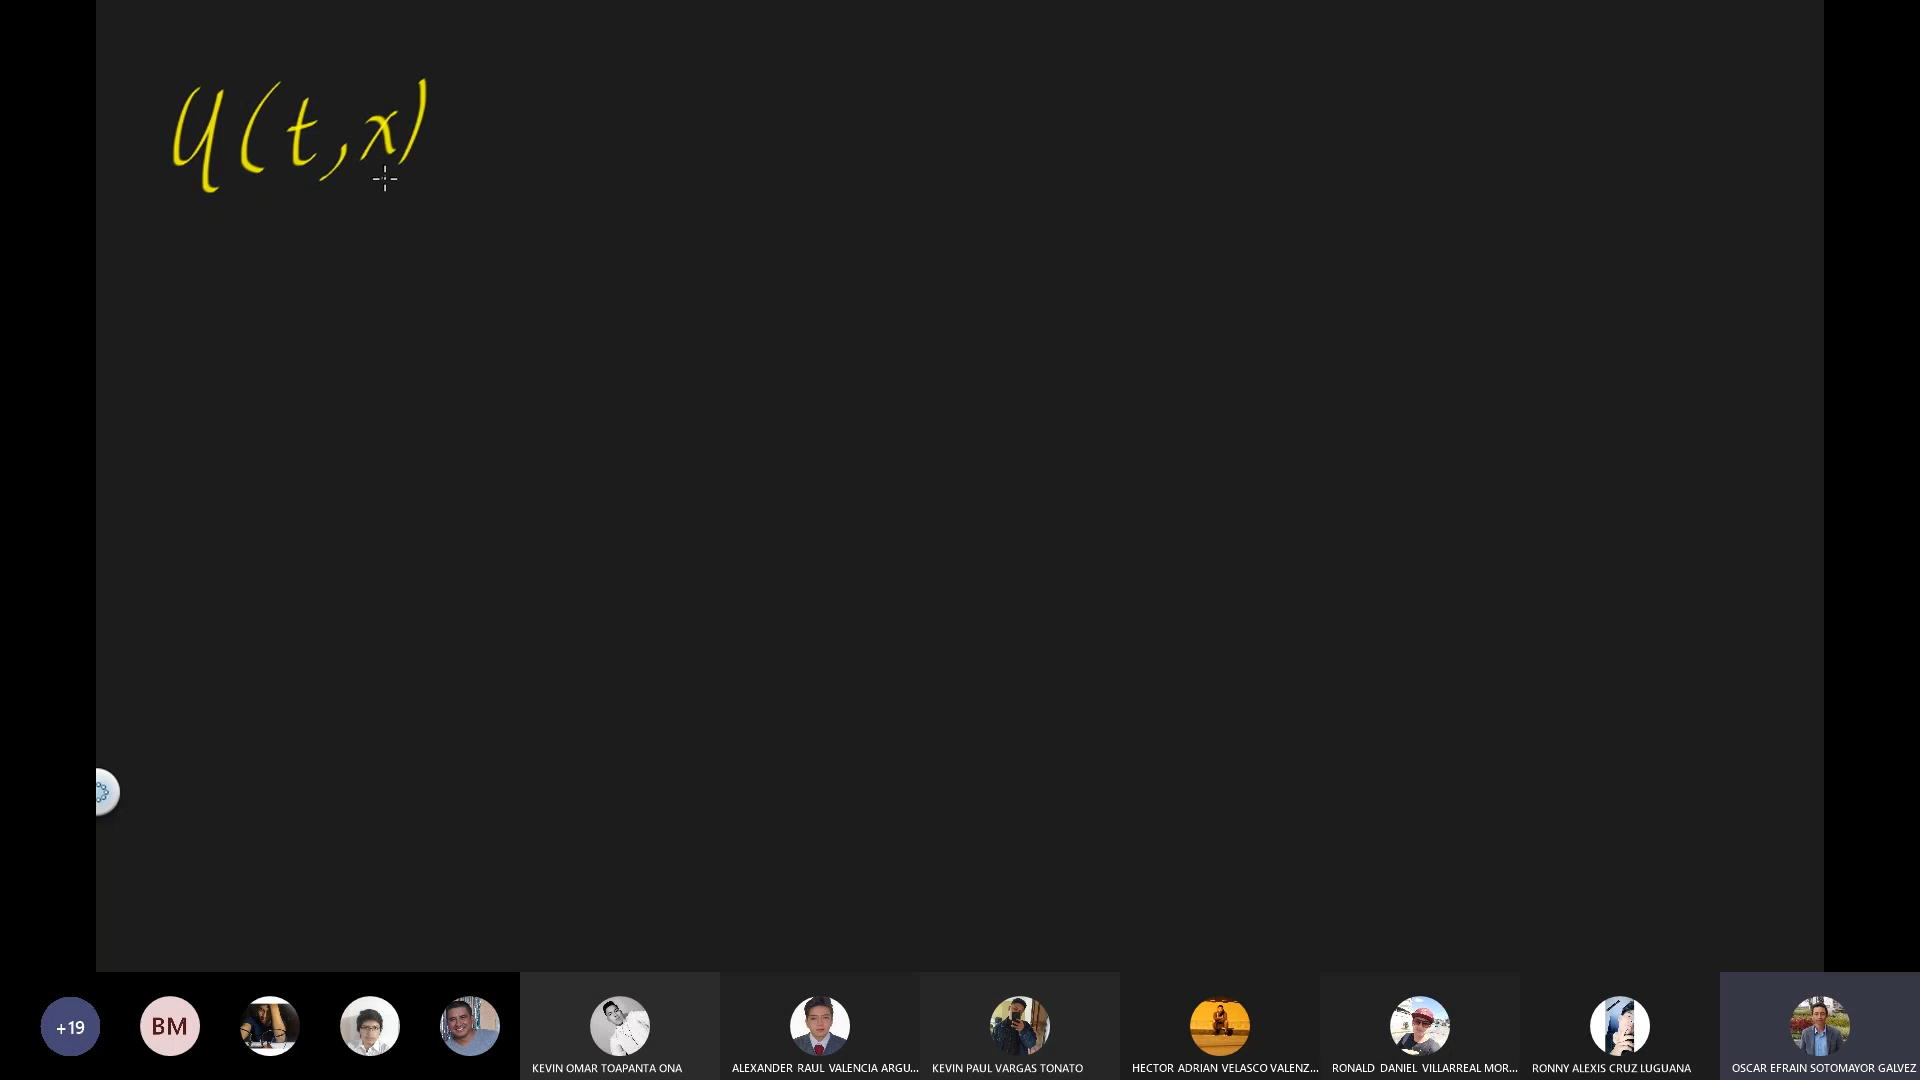 u(t,x)
+19
BM
KEVIN OMAR TOAPANTA ONA
ALEXANDER RAUL VALENCIA ARGU...
KEVIN PAUL VARGAS TONATO
HECTOR ADRIAN VELASCO VALENZ...
RONALD DANIEL VILLARREAL MOR...
RONNY ALEXIS CRUZ LUGUANA
OSCAR EFRAIN SOTOMAYOR GALVEZ